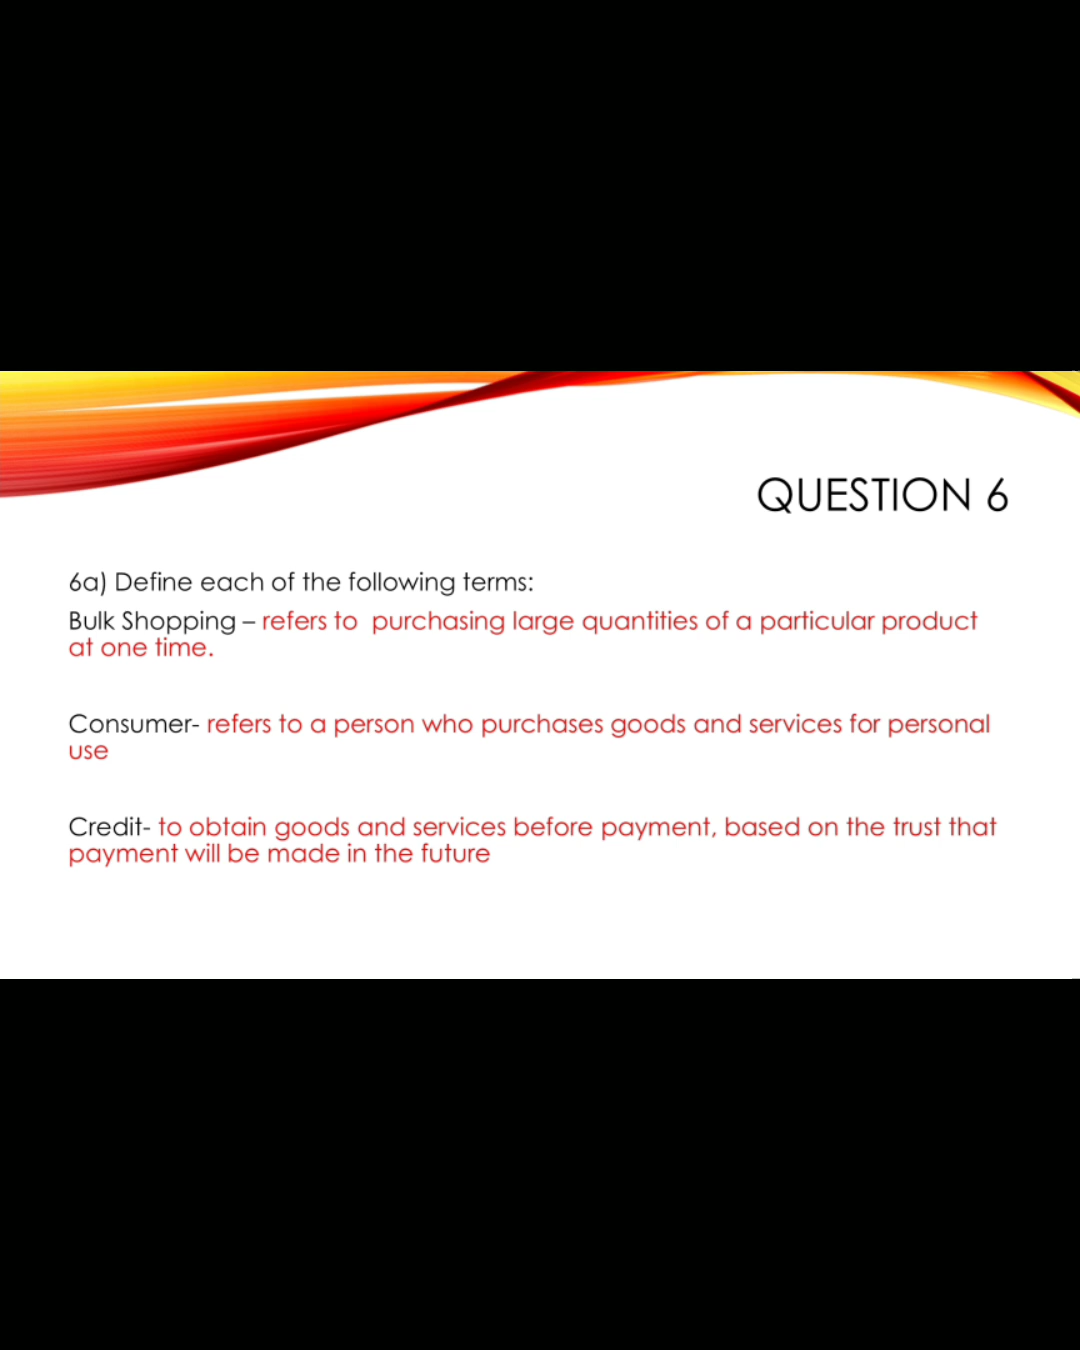 QUESTION 6
6a) Define each of the following terms:
Bulk Shopping – refers to  purchasing large quantities of a particular product
at one time.
Consumer- refers to a person who purchases goods and services for personal
use
Credit- to obtain goods and services before payment, based on the trust that
payment will be made in the future